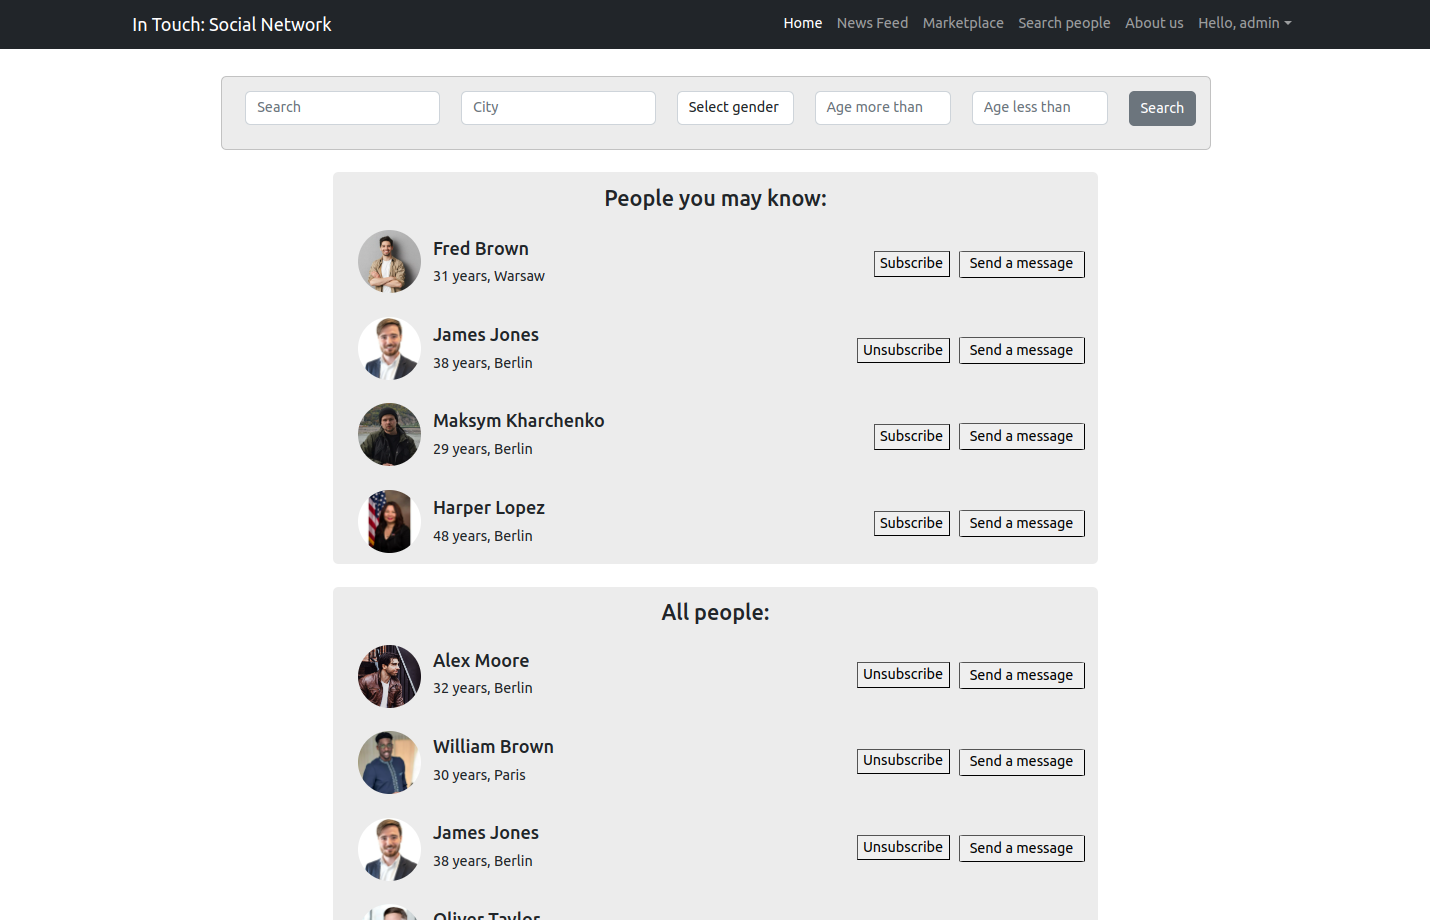 In Touch: Social Network
Home News Feed Marketplace Search people About us Hello, admin
Search City Select gender Age more than Age less than Search
People you may know:
Fred Brown
31 years, Warsaw
Subscribe Send a message
James Jones
38 years, Berlin
Unsubscribe Send a message
Maksym Kharchenko
29 years, Berlin
Subscribe Send a message
Harper Lopez
48 years, Berlin
Subscribe Send a message
All people:
Alex Moore
32 years, Berlin
Unsubscribe Send a message
William Brown
30 years, Paris
Unsubscribe Send a message
James Jones
38 years, Berlin
Unsubscribe Send a message
Oliver Taylor